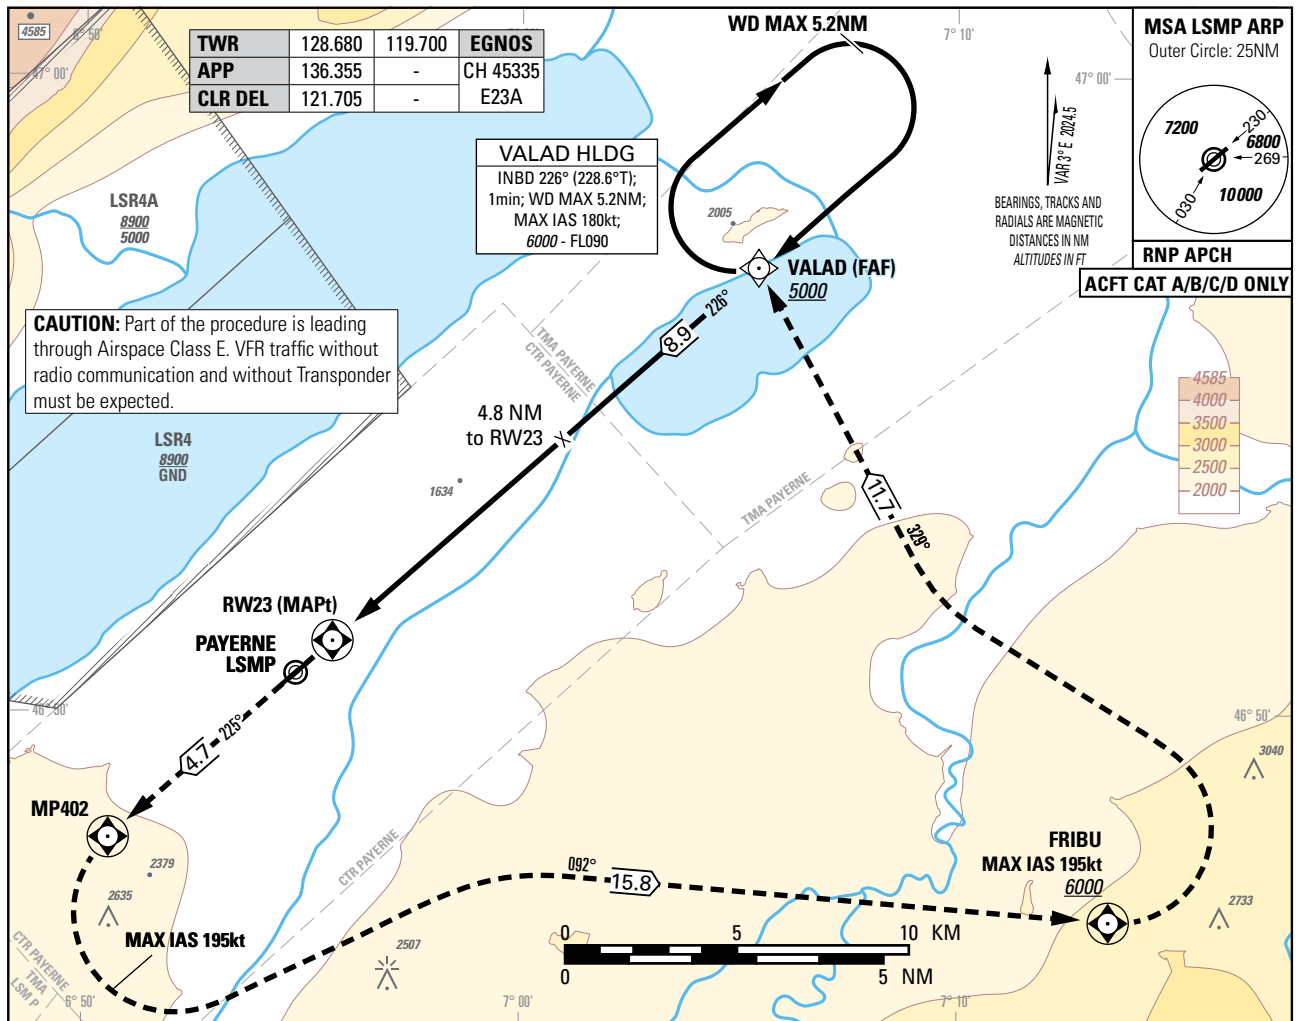 4585
6° 50'
47° 00'
TWR 128.680 119.700 EGNOS
APP 136.355 - CH 45335
CLR DEL 121.705 - E23A
WD MAX 5.2NM
7° 10'
47° 00'
VAR 3° E 2024.5
BEARINGS, TRACKS AND
RADIALS ARE MAGNETIC
DISTANCES IN NM
ALTITUDES IN FT
MSA LSMP ARP
Outer Circle: 25NM
7200
230
6800
269
030
10000
RNP APCH
ACFT CAT A/B/C/D ONLY
VALAD HLDG
INBD 226° (228.6°T);
1min; WD MAX 5.2NM;
MAX IAS 180kt;
6000 - FL090
LSR4A
8900
5000
2005
VALAD (FAF)
5000
226°
8.9
CAUTION: Part of the procedure is leading
through Airspace Class E. VFR traffic without
radio communication and without Transponder
must be expected.
TMA PAYERNE
CTR PAYERNE
4585
4000
3500
3000
2500
2000
4.8 NM
to RW23
LSR4
8900
GND
1634
TMA PAYERNE
11.7
329°
RW23 (MAPt)
PAYERNE
LSMP
46° 50'
46° 50'
225°
4.7
3040
MP402
2379
2635
CTR PAYERNE
092°
15.8
FRIBU
MAX IAS 195kt
6000
2733
MAX IAS 195kt
2507
0 5 10 KM
0 5 NM
CTR PAYERNE
TMA
LSM P
6° 50'
7° 00'
7° 10'